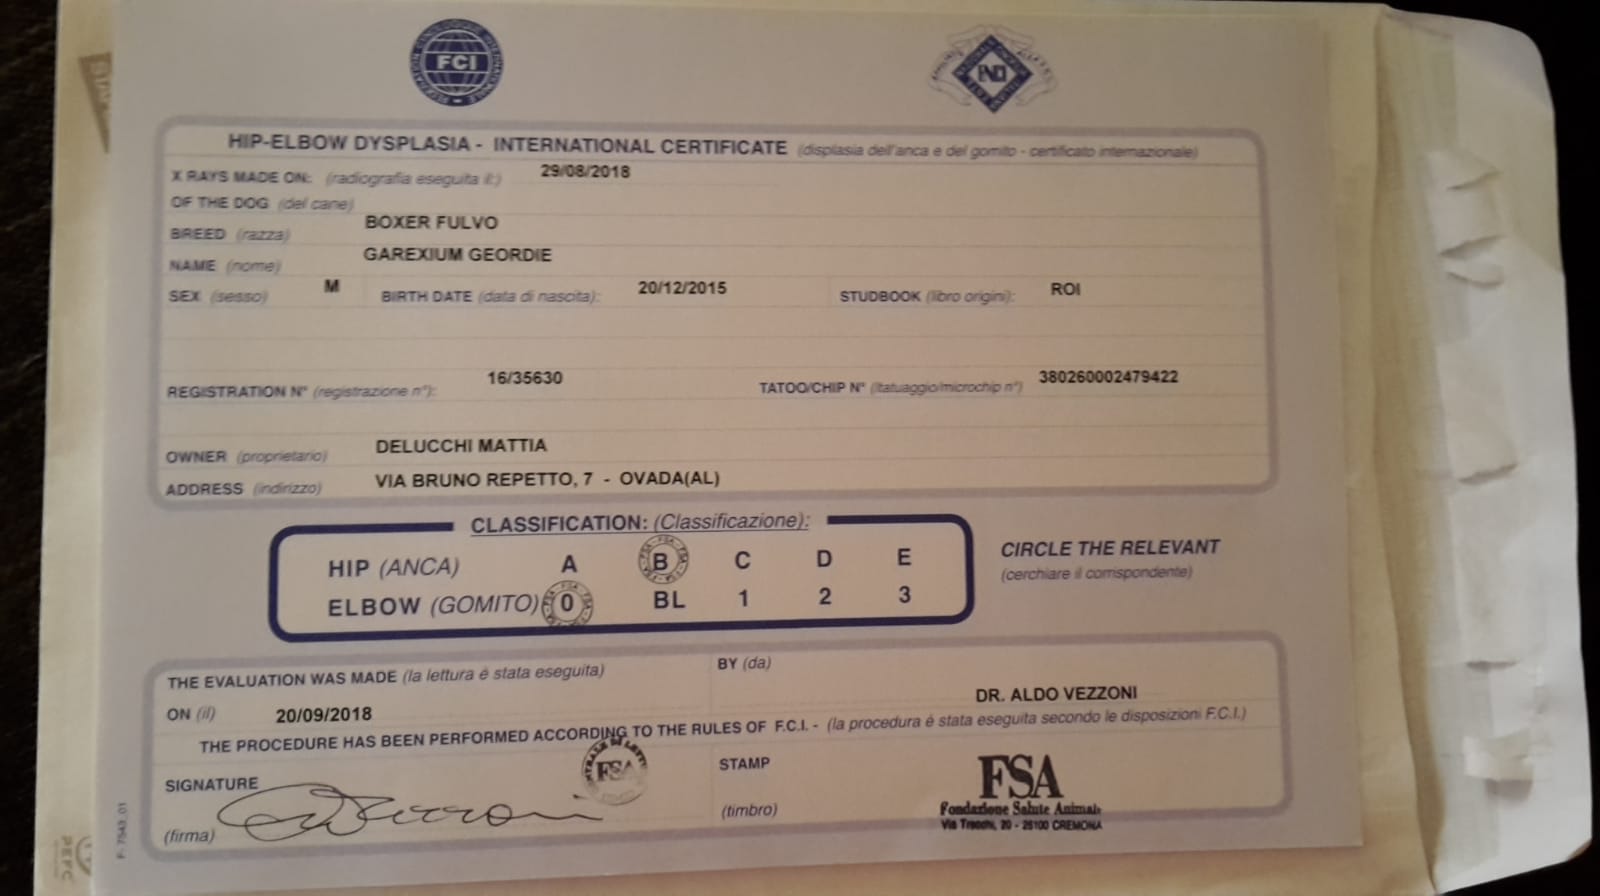 FCI
ENCI
HIP-ELBOW DYSPLASIA - INTERNATIONAL CERTIFICATE (displasia dell'anca e del gomito - certificato internazionale)
X RAYS MADE ON: (radiografia eseguita il:) 29/08/2018
OF THE DOG (del cane)
BREED (razza) BOXER FULVO
NAME (nome) GAREXIUM GEORDIE
SEX (sesso) M BIRTH DATE (data di nascita): 20/12/2015 STUDBOOK (libro origini): ROI
REGISTRATION N° (registrazione n°): 16/35630 TATOO/CHIP N° (tatuaggio/microchip n°) 380260002479422
OWNER (proprietario) DELUCCHI MATTIA
ADDRESS (indirizzo) VIA BRUNO REPETTO, 7 - OVADA(AL)
CLASSIFICATION: (Classificazione):
HIP (ANCA) A B C D E
ELBOW (GOMITO) 0 BL 1 2 3
CIRCLE THE RELEVANT
(cerchiare il corrispondente)
THE EVALUATION WAS MADE (la lettura è stata eseguita) BY (da)
ON (il) 20/09/2018 DR. ALDO VEZZONI
THE PROCEDURE HAS BEEN PERFORMED ACCORDING TO THE RULES OF F.C.I. - (la procedura è stata eseguita secondo le disposizioni F.C.I.)
SIGNATURE
(firma)
FSA
STAMP
(timbro)
FSA
Fondazione Salute Animale
Via Trecchi, 20 - 26100 CREMONA
F. 7543_01
PEFC